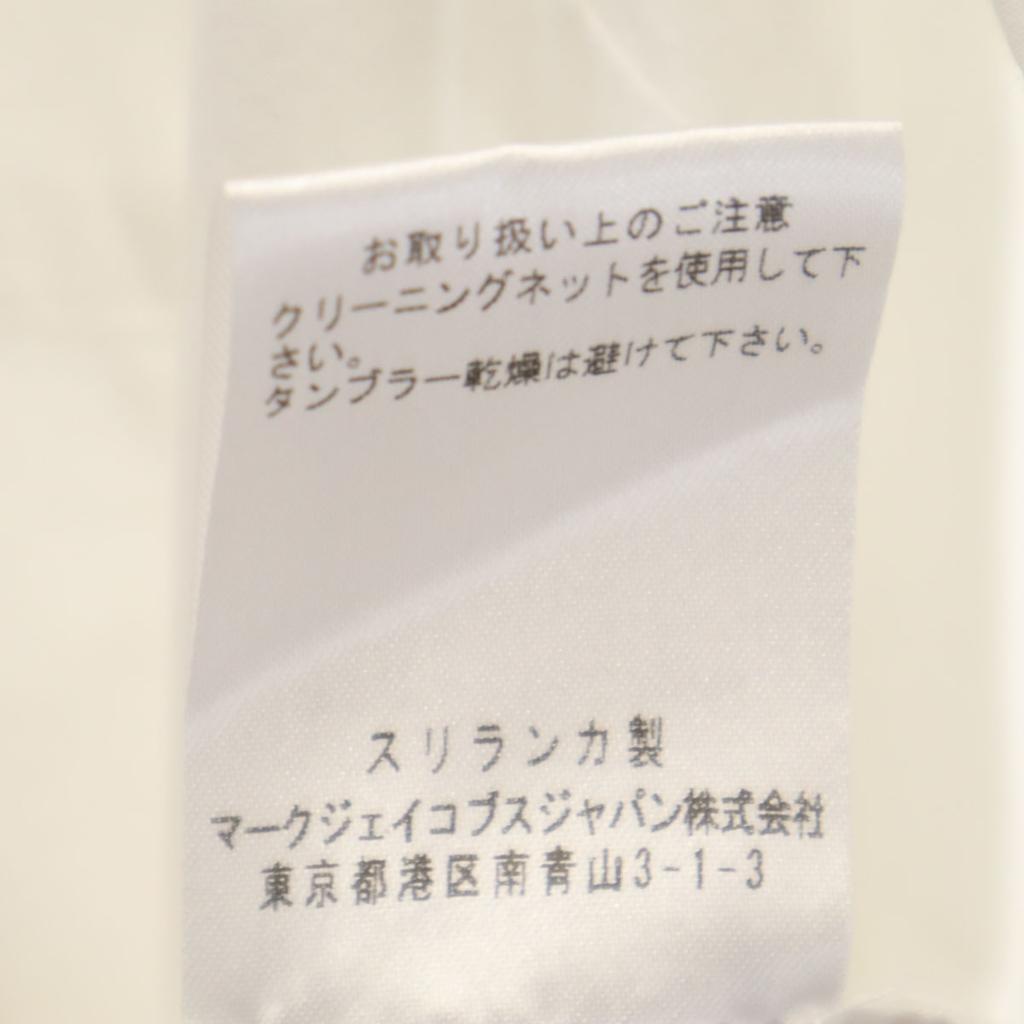 お取り扱い上のご注意
クリーニングネットを使用して下
さい。
タンブラー乾燥は避けて下さい。
スリランカ製
マークジェイコブスジャパン株式会社
東京都港区南青山3-1-3